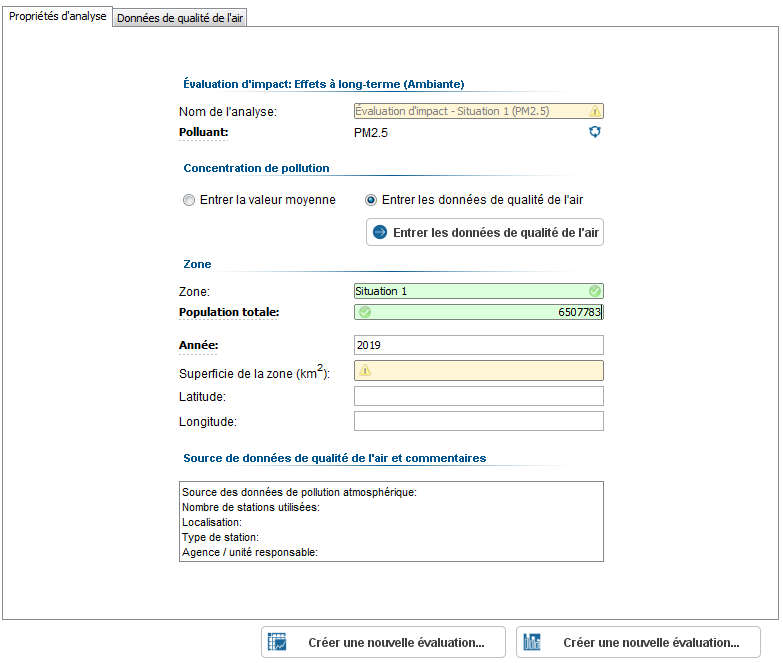 Propriétés d'analyse
Données de qualité de l'air
Évaluation d'impact: Effets à long-terme (Ambiante)
Nom de l'analyse: Évaluation d'impact - Situation 1 (PM2.5)
Polluant: PM2.5
Concentration de pollution
Entrer la valeur moyenne Entrer les données de qualité de l'air
Entrer les données de qualité de l'air
Zone
Zone: Situation 1
Population totale: 6507783
Année: 2019
Superficie de la zone (km²):
Latitude:
Longitude:
Source de données de qualité de l'air et commentaires
Source des données de pollution atmosphérique:
Nombre de stations utilisées:
Localisation:
Type de station:
Agence / unité responsable:
Créer une nouvelle évaluation... Créer une nouvelle évaluation...